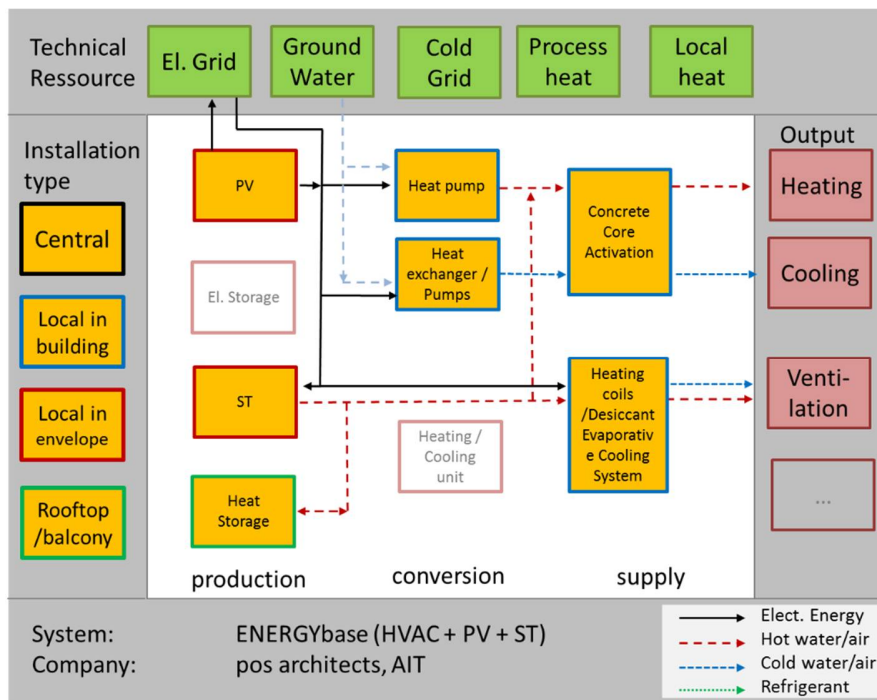 Technical
Ressource
El. Grid
Ground
Water
Cold
Grid
Process
heat
Local
heat
Installation
type
Central
Local in
building
Local in
envelope
Rooftop
/balcony
PV
El. Storage
ST
Heat
Storage
Heat pump
Heat
exchanger /
Pumps
Heating /
Cooling
unit
Concrete
Core
Activation
Heating
coils
/Desiccant
Evaporativ
e Cooling
System
production
conversion
supply
Output
Heating
Cooling
Venti-
lation
...
System: ENERGYbase (HVAC + PV + ST)
Company: pos architects, AIT
Elect. Energy
Hot water/air
Cold water/air
Refrigerant